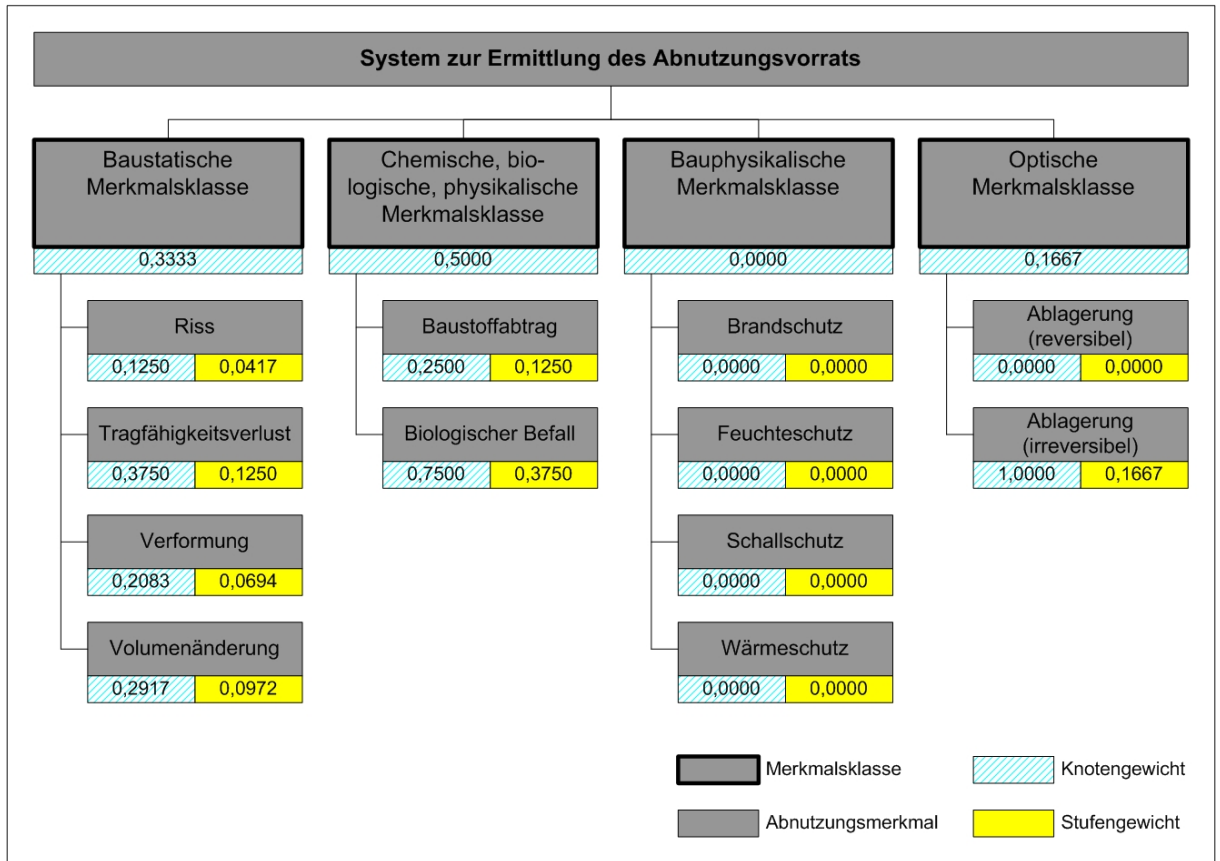 System zur Ermittlung des Abnutzungsvorrats
Baustatische
Merkmalsklasse
0,3333
Riss
0,1250 0,0417
Tragfähigkeitsverlust
0,3750 0,1250
Verformung
0,2083 0,0694
Volumenänderung
0,2917 0,0972
Chemische, bio-
logische, physikalische
Merkmalsklasse
0,5000
Baustoffabtrag
0,2500 0,1250
Biologischer Befall
0,7500 0,3750
Bauphysikalische
Merkmalsklasse
0,0000
Brandschutz
0,0000 0,0000
Feuchteschutz
0,0000 0,0000
Schallschutz
0,0000 0,0000
Wärmeschutz
0,0000 0,0000
Optische
Merkmalsklasse
0,1667
Ablagerung
(reversibel)
0,0000 0,0000
Ablagerung
(irreversibel)
1,0000 0,1667
Merkmalsklasse
Knotengewicht
Abnutzungsmerkmal
Stufengewicht